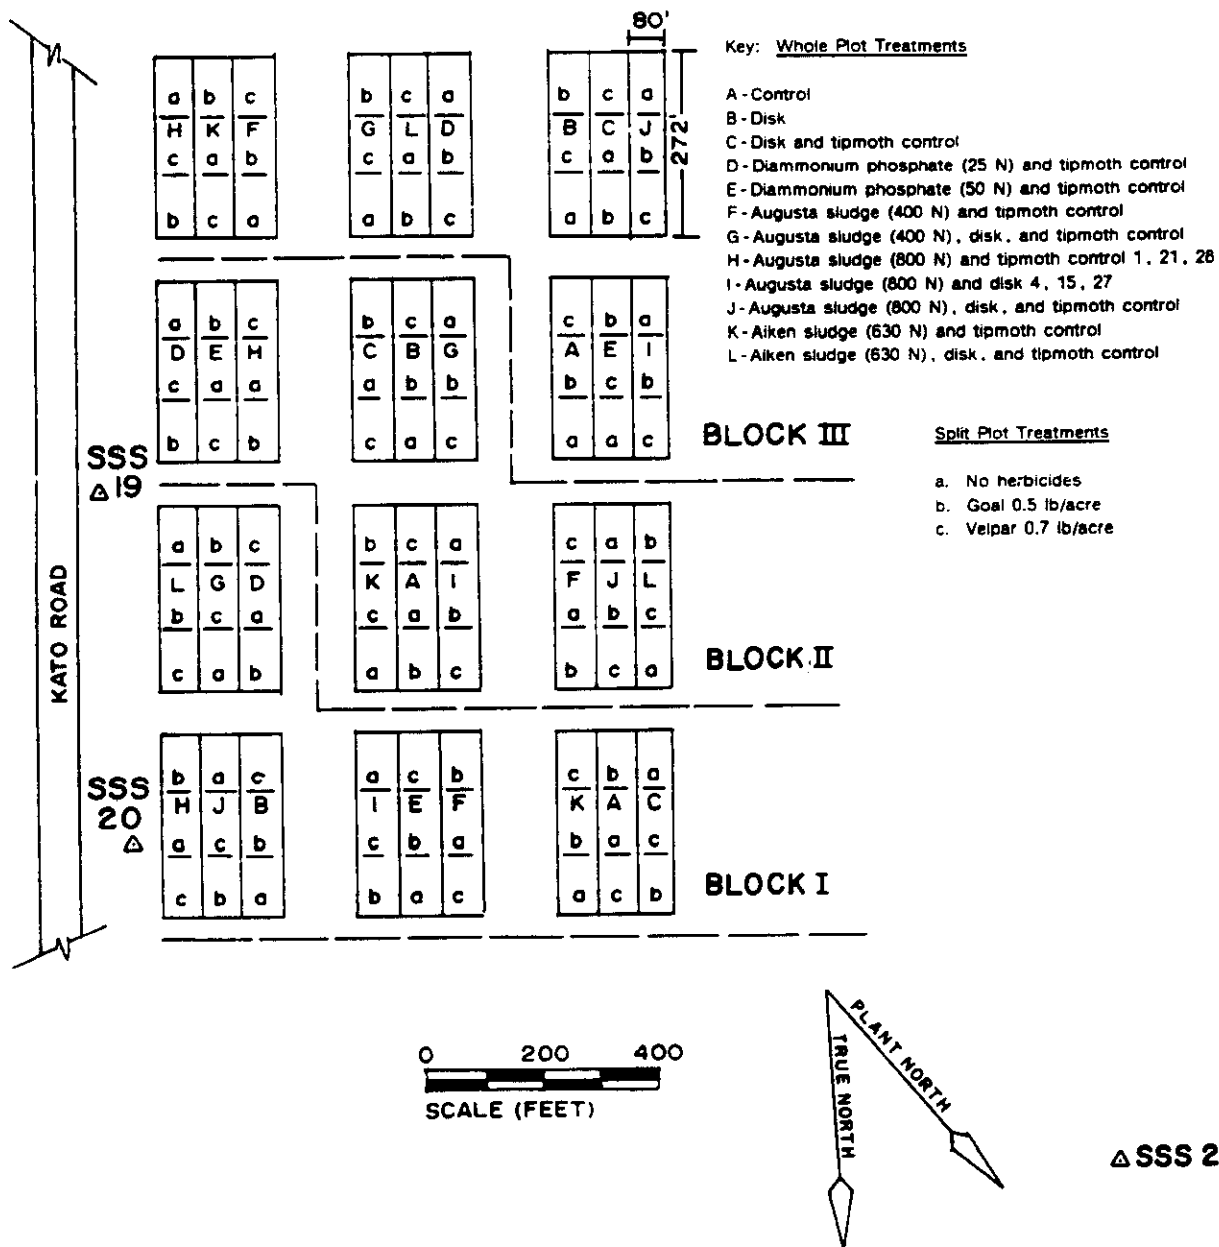 80'
Key: Whole Plot Treatments
A - Control
B - Disk
C - Disk and tipmoth control
D - Diammonium phosphate (25 N) and tipmoth control
E - Diammonium phosphate (50 N) and tipmoth control
F - Augusta sludge (400 N) and tipmoth control
G - Augusta sludge (400 N), disk, and tipmoth control
H - Augusta sludge (800 N) and tipmoth control 1, 21, 28
I - Augusta sludge (800 N) and disk 4, 15, 27
J - Augusta sludge (800 N), disk, and tipmoth control
K - Aiken sludge (630 N) and tipmoth control
L - Aiken sludge (630 N), disk, and tipmoth control
Split Plot Treatments
a. No herbicides
b. Goal 0.5 lb/acre
c. Velpar 0.7 lb/acre
272'
a b c b c a b c a
H K F G L D B C J
c a b c a b c a b
b c a a b c a b c
a b c b c a c b a
D E H C B G A E I
c a a a b b b c b
b c b c a c a a c
BLOCK III
SSS
19
a b c b c a c a b
L G D K A I F J L
b c a c a b a b c
c a b a b c b c a
BLOCK II
KATO ROAD
b a c a c b c b a
H J B I E F K A C
a c b c b a b a c
c b a b a c a c b
BLOCK I
SSS
20
0 200 400
SCALE (FEET)
PLANT NORTH
TRUE NORTH
SSS 2